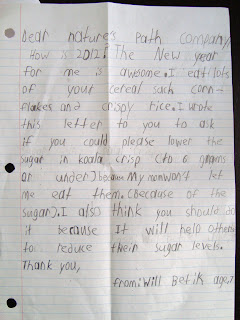 Dear nature's Path Company,
How is 2012? The New year
for me is awesome. I eat lots
of your cereal such corn-
flakes and crispy rice. I wrote
this letter to you to ask
if you could please lower the
sugar in koala crisp (to 6 grams
or under) because My mom won't let
me eat them. (because of the
sugar). I also think you should do
it because It will help others
to reduce their sugar levels.
Thank you,
from: Will Betik age, 7